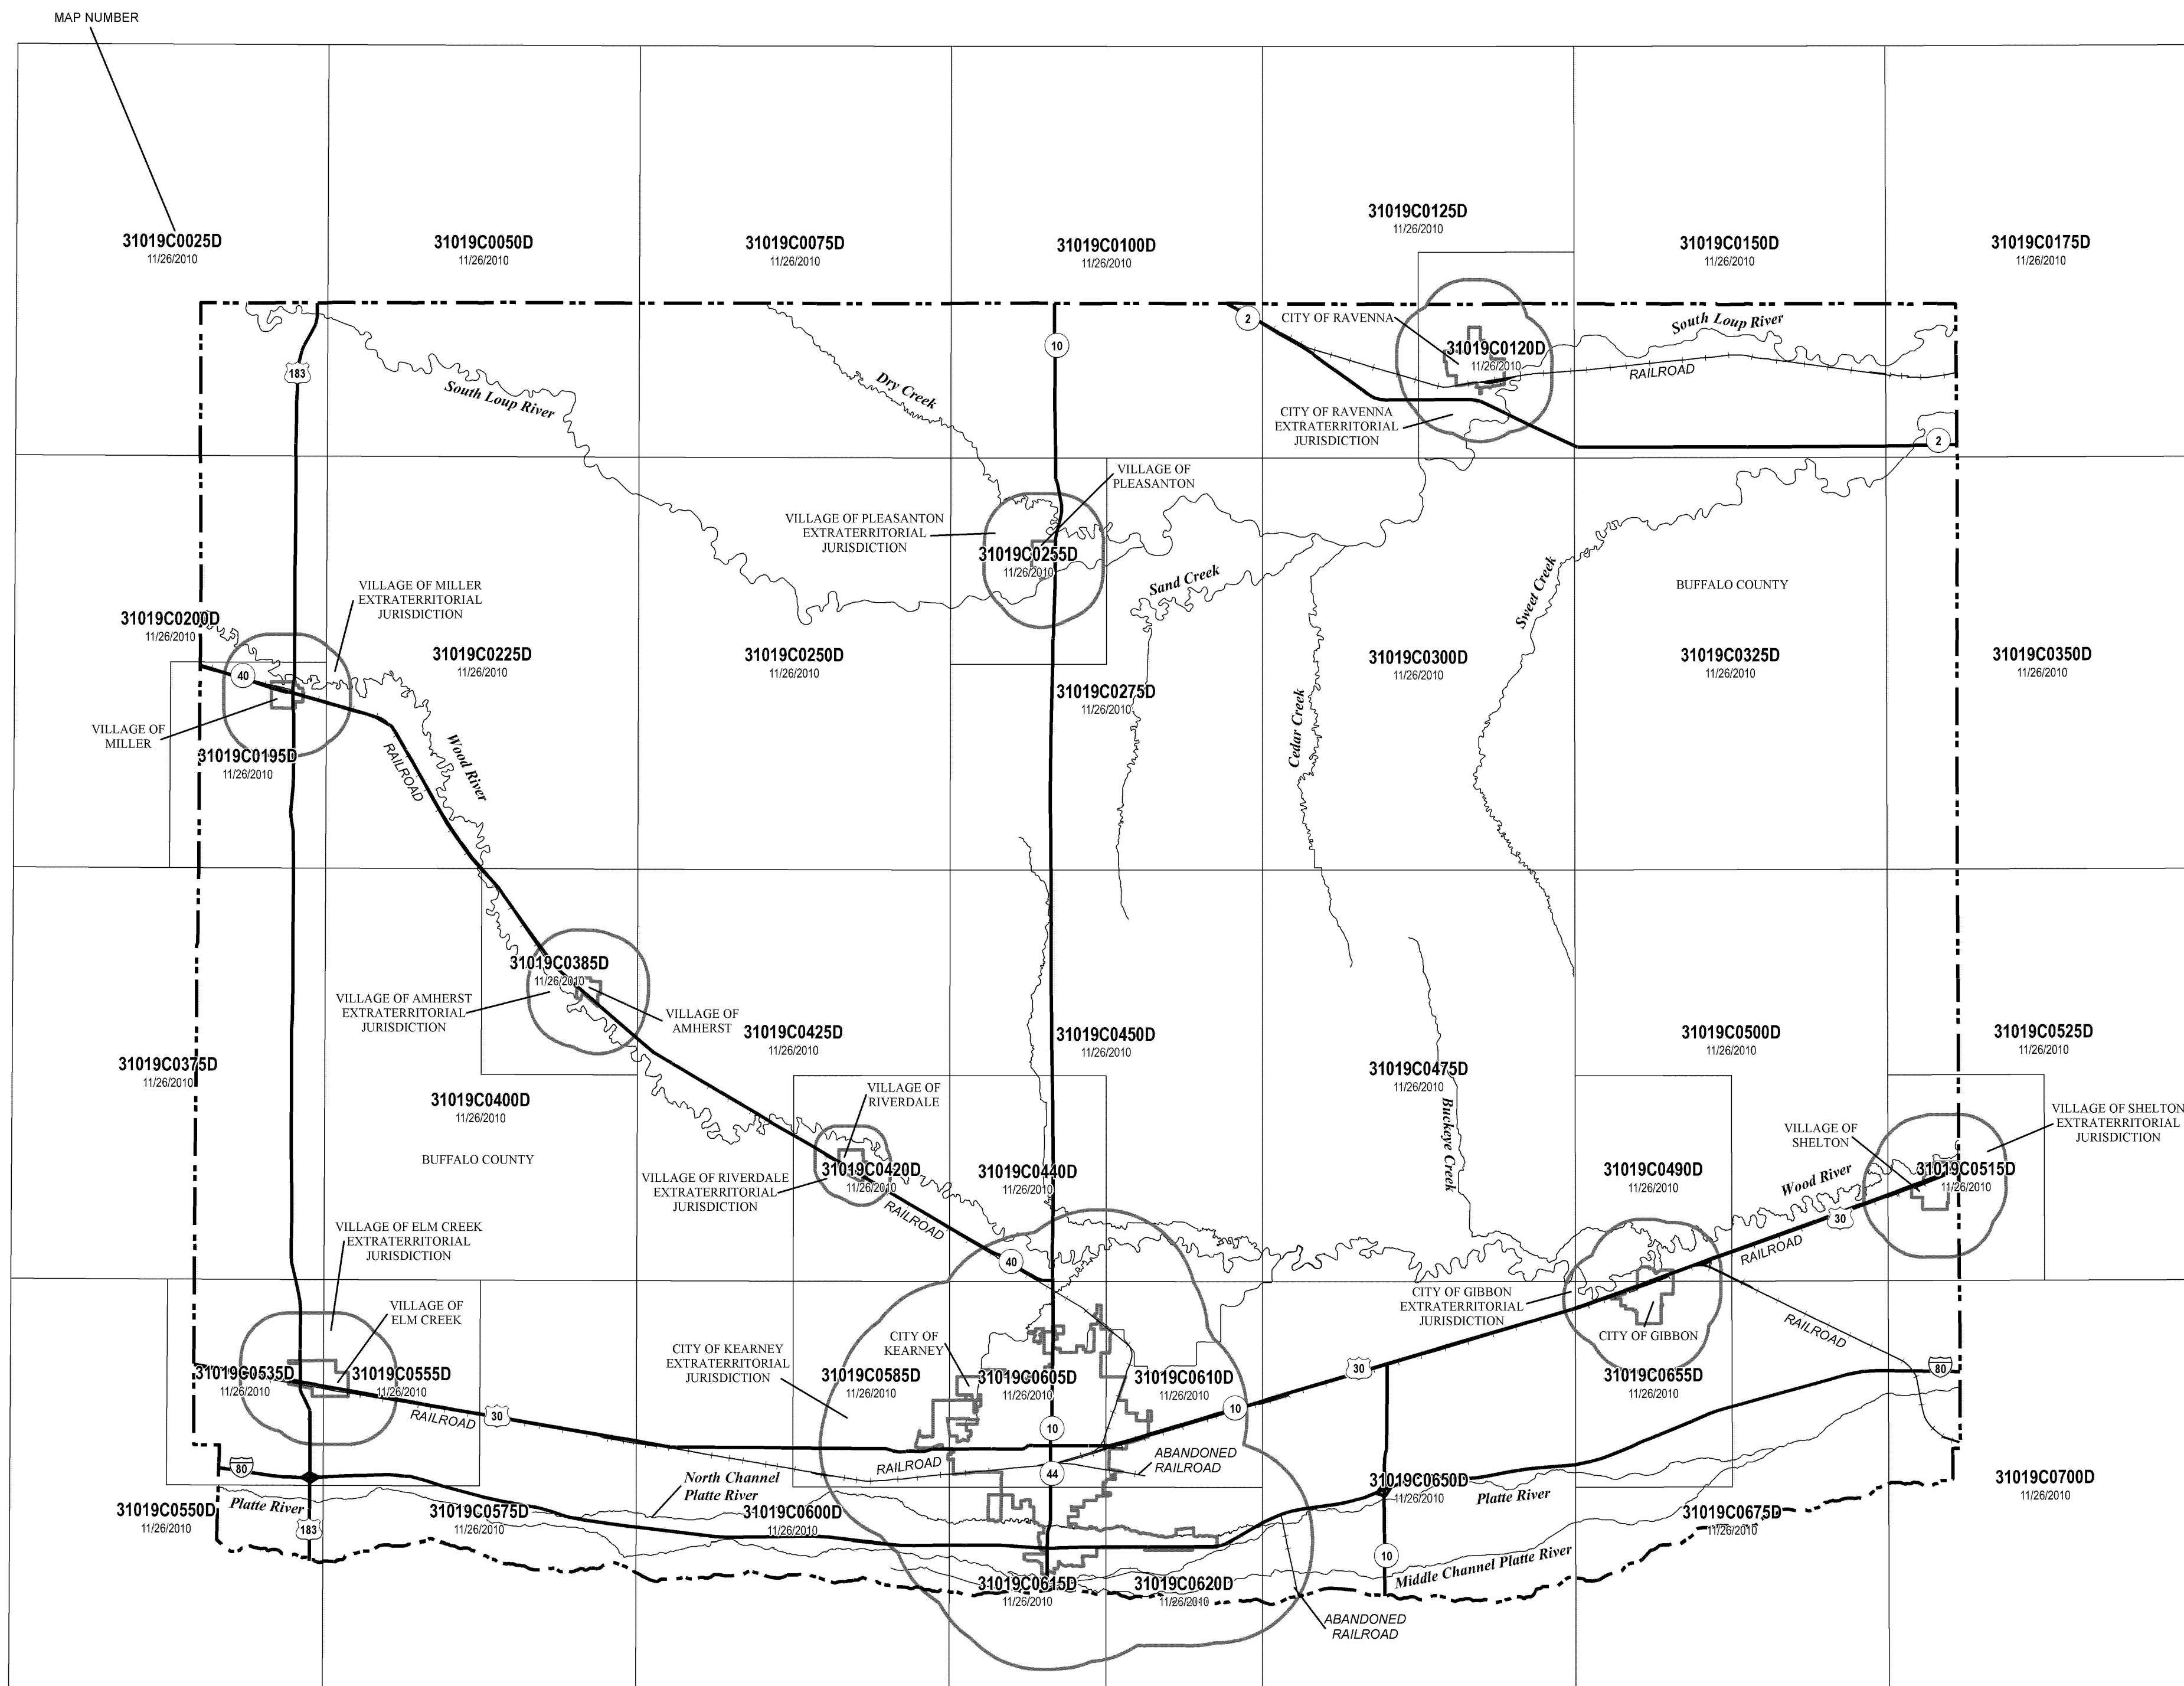 MAP NUMBER
31019C0125D
11/26/2010
31019C0025D
11/26/2010
31019C0050D
11/26/2010
31019C0075D
11/26/2010
31019C0100D
11/26/2010
31019C0150D
11/26/2010
31019C0175D
11/26/2010
2
CITY OF RAVENNA
South Loup River
10
31019C0120D
11/26/2010
RAILROAD
183
South Loup River
Dry Creek
CITY OF RAVENNA
EXTRATERRITORIAL
JURISDICTION
2
VILLAGE OF
PLEASANTON
VILLAGE OF PLEASANTON
EXTRATERRITORIAL
JURISDICTION
31019C0255D
11/26/2010
Sand Creek
Sweet Creek
BUFFALO COUNTY
VILLAGE OF MILLER
EXTRATERRITORIAL
JURISDICTION
31019C0200D
11/26/2010
31019C0225D
11/26/2010
31019C0250D
11/26/2010
31019C0300D
11/26/2010
31019C0325D
11/26/2010
31019C0350D
11/26/2010
40
31019C0275D
11/26/2010
VILLAGE OF
MILLER
31019C0195D
11/26/2010
RAILROAD
Wood River
Cedar Creek
31019C0385D
11/26/2010
VILLAGE OF AMHERST
EXTRATERRITORIAL
JURISDICTION
VILLAGE OF
AMHERST
31019C0425D
11/26/2010
31019C0450D
11/26/2010
31019C0500D
11/26/2010
31019C0525D
11/26/2010
31019C0375D
11/26/2010
31019C0475D
11/26/2010
31019C0400D
11/26/2010
VILLAGE OF
RIVERDALE
Buckeye Creek
VILLAGE OF SHELTON
EXTRATERRITORIAL
JURISDICTION
VILLAGE OF
SHELTON
BUFFALO COUNTY
31019C0420D
11/26/2010
31019C0440D
11/26/2010
31019C0490D
11/26/2010
Wood River
31019C0515D
11/26/2010
VILLAGE OF RIVERDALE
EXTRATERRITORIAL
JURISDICTION
RAILROAD
30
VILLAGE OF ELM CREEK
EXTRATERRITORIAL
JURISDICTION
40
RAILROAD
VILLAGE OF
ELM CREEK
CITY OF GIBBON
EXTRATERRITORIAL
JURISDICTION
CITY OF GIBBON
RAILROAD
CITY OF KEARNEY
EXTRATERRITORIAL
JURISDICTION
CITY OF
KEARNEY
30
80
31019C0535D
11/26/2010
31019C0555D
11/26/2010
31019C0585D
11/26/2010
31019C0605D
11/26/2010
31019C0610D
11/26/2010
31019C0655D
11/26/2010
RAILROAD
30
10
10
ABANDONED
RAILROAD
80
RAILROAD
44
North Channel
Platte River
31019C0650D
11/26/2010
Platte River
31019C0700D
11/26/2010
31019C0550D
11/26/2010
Platte River
183
31019C0575D
11/26/2010
31019C0600D
11/26/2010
31019C0675D
11/26/2010
10
Middle Channel Platte River
31019C0615D
11/26/2010
31019C0620D
11/26/2010
ABANDONED
RAILROAD